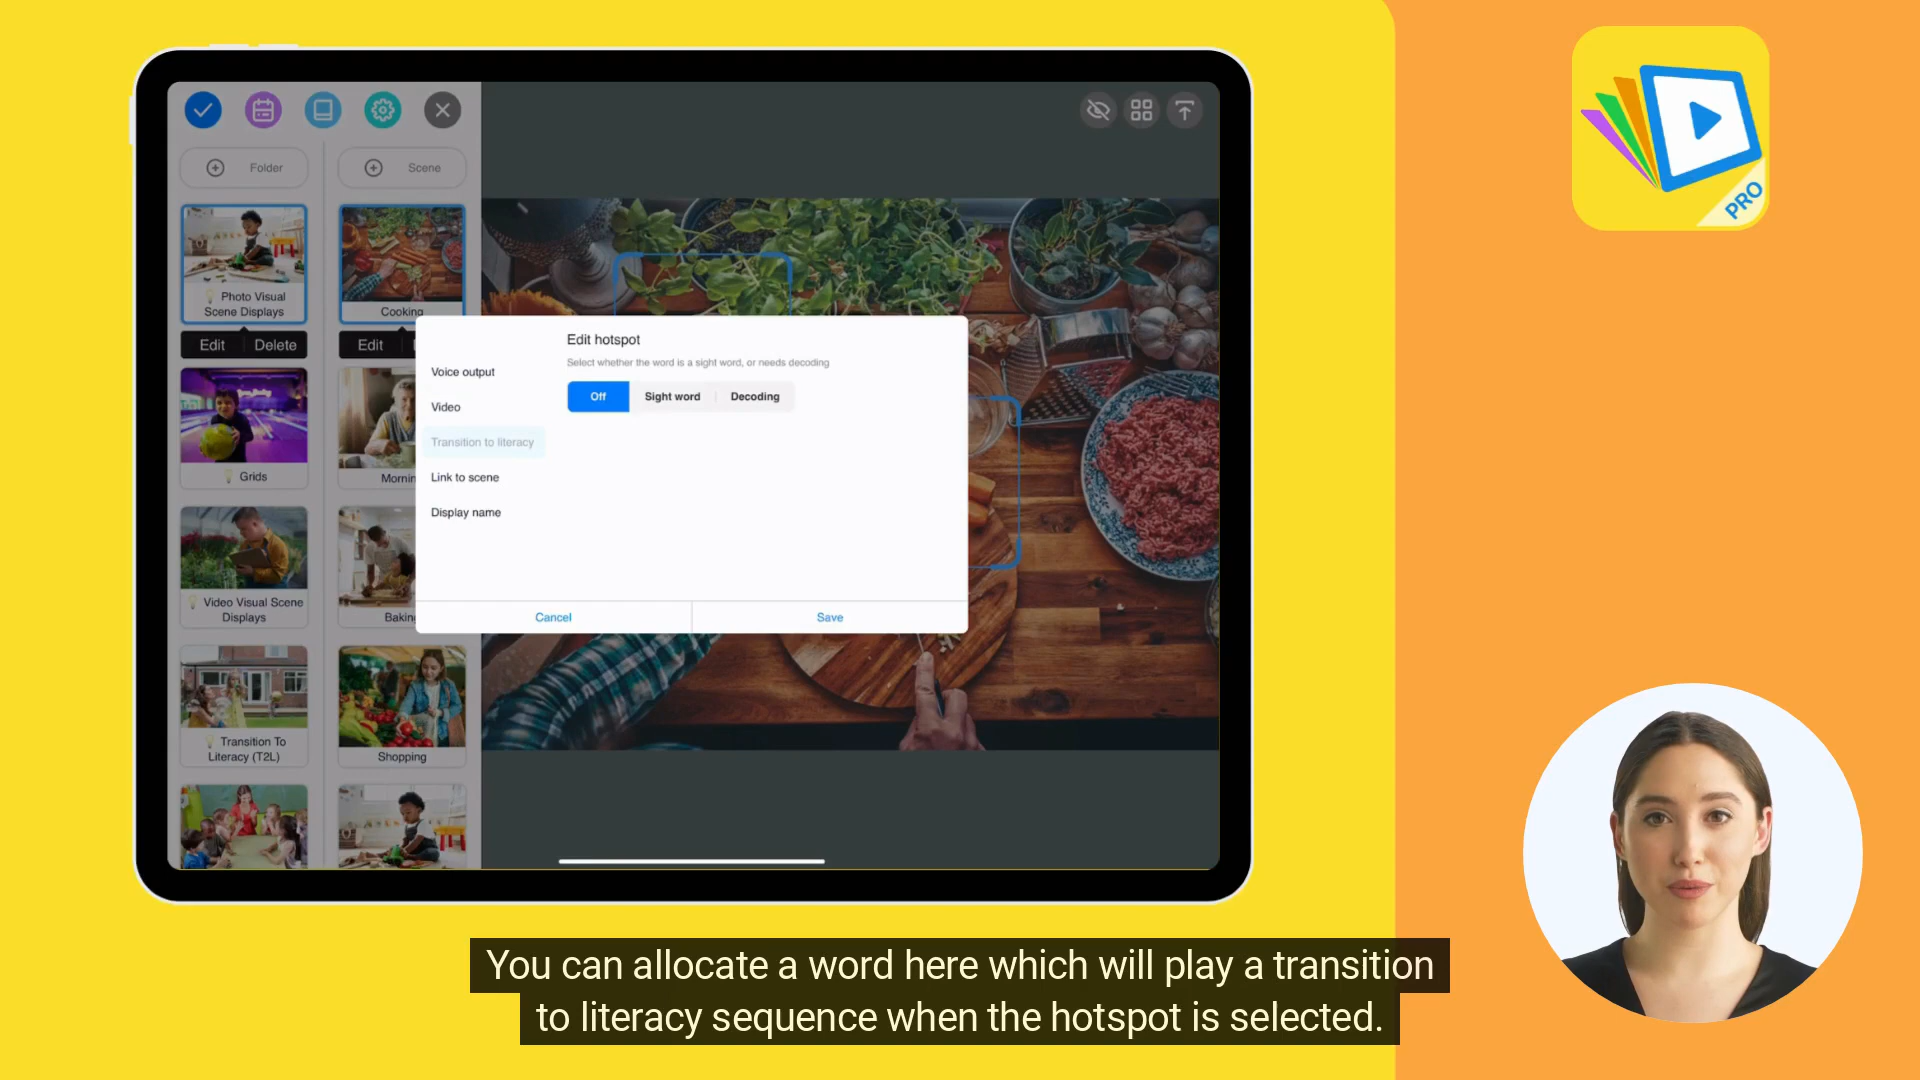 Folder
Scene
Photo Visual
Scene Displays
Cooking
Edit
Delete
Edit
Grids
Mornin
Video Visual Scene
Displays
Bakin
Transition To
Literacy (T2L)
Shopping
Edit hotspot
Select whether the word is a sight word, or needs decoding
Off
Sight word
Decoding
Voice output
Video
Transition to literacy
Link to scene
Display name
Cancel
Save
PRO
You can allocate a word here which will play a transition
to literacy sequence when the hotspot is selected.